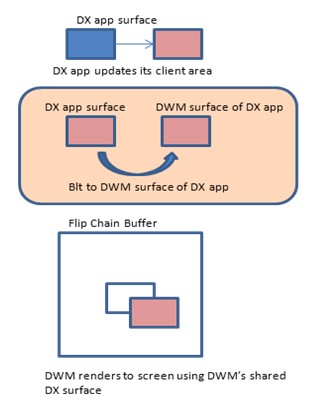 DX app surface
DX app updates its client area
DX app surface
DWM surface of DX app
Blt to DWM surface of DX app
Flip Chain Buffer
DWM renders to screen using DWM's shared
DX surface